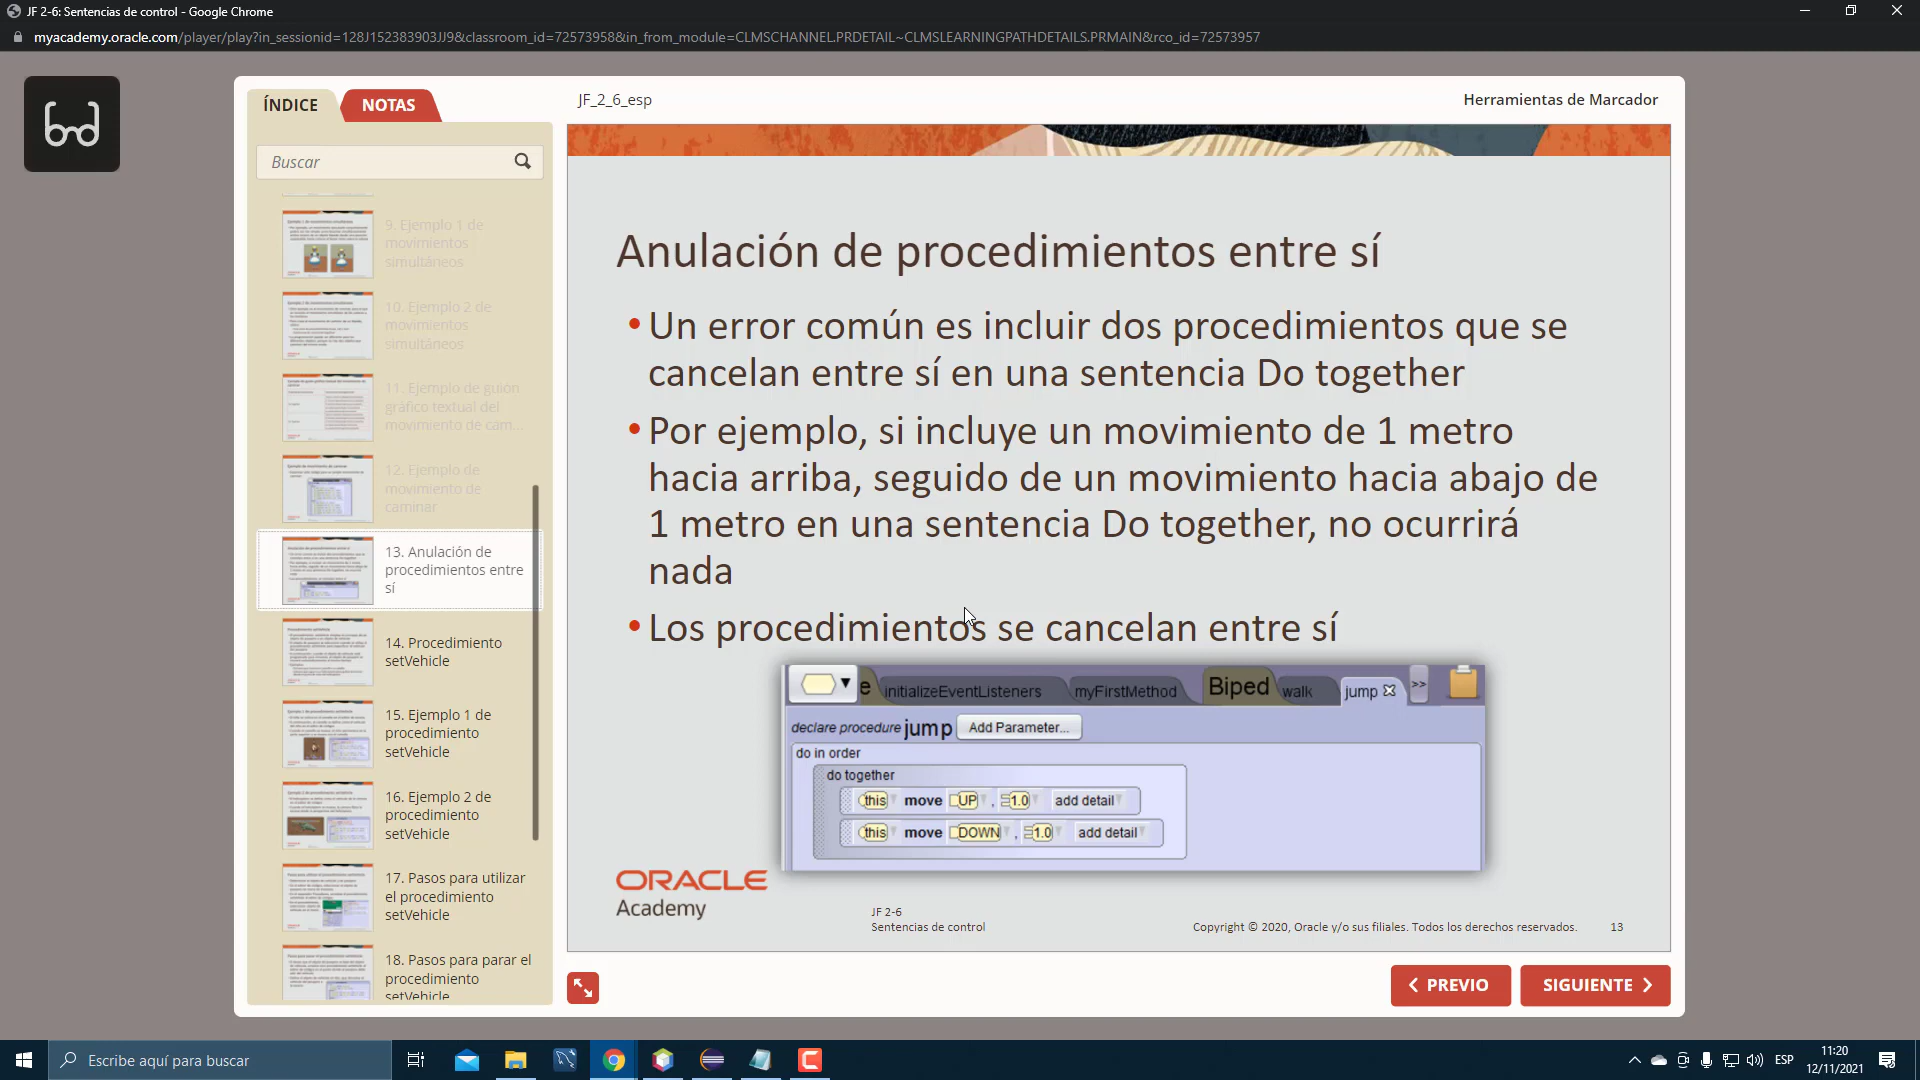 JF 2-6: Sentencias de control - Google Chrome
myacademy.oracle.com/player/play?in_sessionid=128J152383903JJ9&classroom_id=72573958&in_from_module=CLMSCHANNEL.PRDETAIL~CLMSLEARNINGPATHDETAILS.PRMAIN&rco_id=72573957
ÍNDICE
NOTAS
JF_2_6_esp
Herramientas de Marcador
Buscar
9. Ejemplo 1 de
movimientos
simultáneos
10. Ejemplo 2 de
movimientos
simultáneos
11. Ejemplo de guión
gráfico textual del
movimiento de cam...
12. Ejemplo de
movimiento de
caminar
13. Anulación de
procedimientos entre
sí
14. Procedimiento
setVehicle
15. Ejemplo 1 de
procedimiento
setVehicle
16. Ejemplo 2 de
procedimiento
setVehicle
17. Pasos para utilizar
el procedimiento
setVehicle
18. Pasos para parar el
procedimiento
setVehicle
Anulación de procedimientos entre sí
• Un error común es incluir dos procedimientos que se
cancelan entre sí en una sentencia Do together
• Por ejemplo, si incluye un movimiento de 1 metro
hacia arriba, seguido de un movimiento hacia abajo de
1 metro en una sentencia Do together, no ocurrirá
nada
• Los procedimientos se cancelan entre sí
e initializeEventListeners myFirstMethod Biped walk jump >>
declare procedure jump Add Parameter...
do in order
do together
this move UP , 1.0 add detail
this move DOWN , 1.0 add detail
ORACLE
Academy
JF 2-6
Sentencias de control
Copyright © 2020, Oracle y/o sus filiales. Todos los derechos reservados.
13
PREVIO
SIGUIENTE
Escribe aquí para buscar
ESP
11:20
12/11/2021